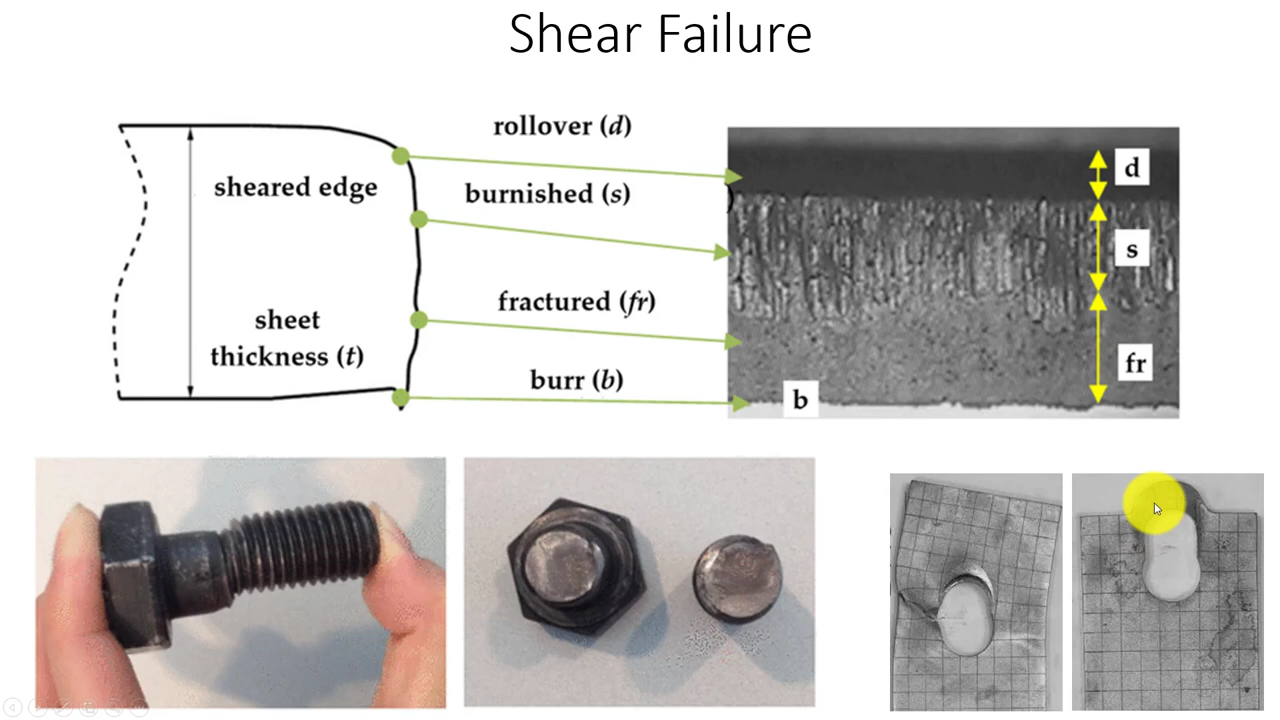 Shear Failure
rollover (d)
sheared edge
burnished (s)
fractured (fr)
sheet
thickness (t)
burr (b)
d
s
fr
b